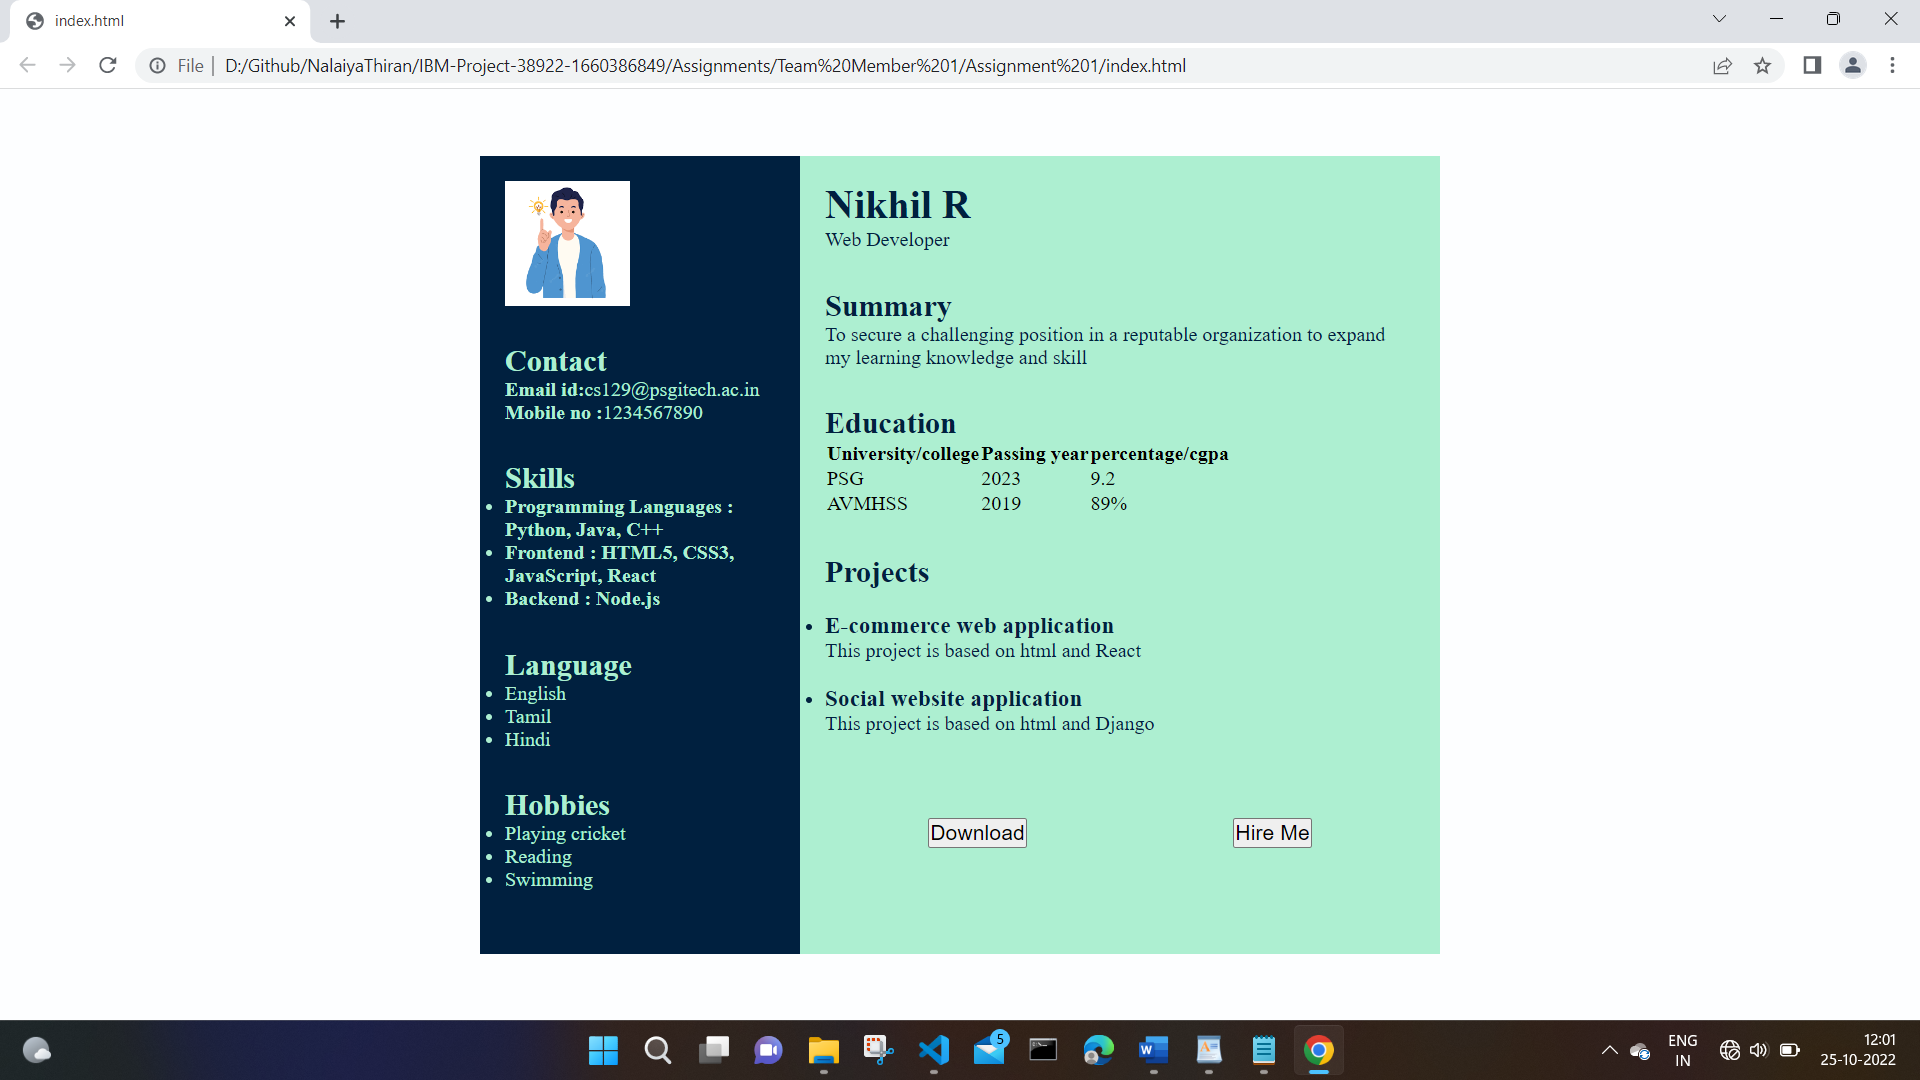 index.html
File
D:/Github/NalaiyaThiran/IBM-Project-38922-1660386849/Assignments/Team%20Member%201/Assignment%201/index.html
Contact
Email id:cs129@psgitech.ac.in
Mobile no :1234567890
Skills
Programming Languages :
Python, Java, C++
Frontend : HTML5, CSS3,
JavaScript, React
Backend : Node.js
Language
English
Tamil
Hindi
Hobbies
Playing cricket
Reading
Swimming
Nikhil R
Web Developer
Summary
To secure a challenging position in a reputable organization to expand
my learning knowledge and skill
Education
University/college Passing year percentage/cgpa
PSG 2023 9.2
AVMHSS 2019 89%
Projects
E-commerce web application
This project is based on html and React
Social website application
This project is based on html and Django
Download Hire Me
5
ENG
IN
12:01
25-10-2022